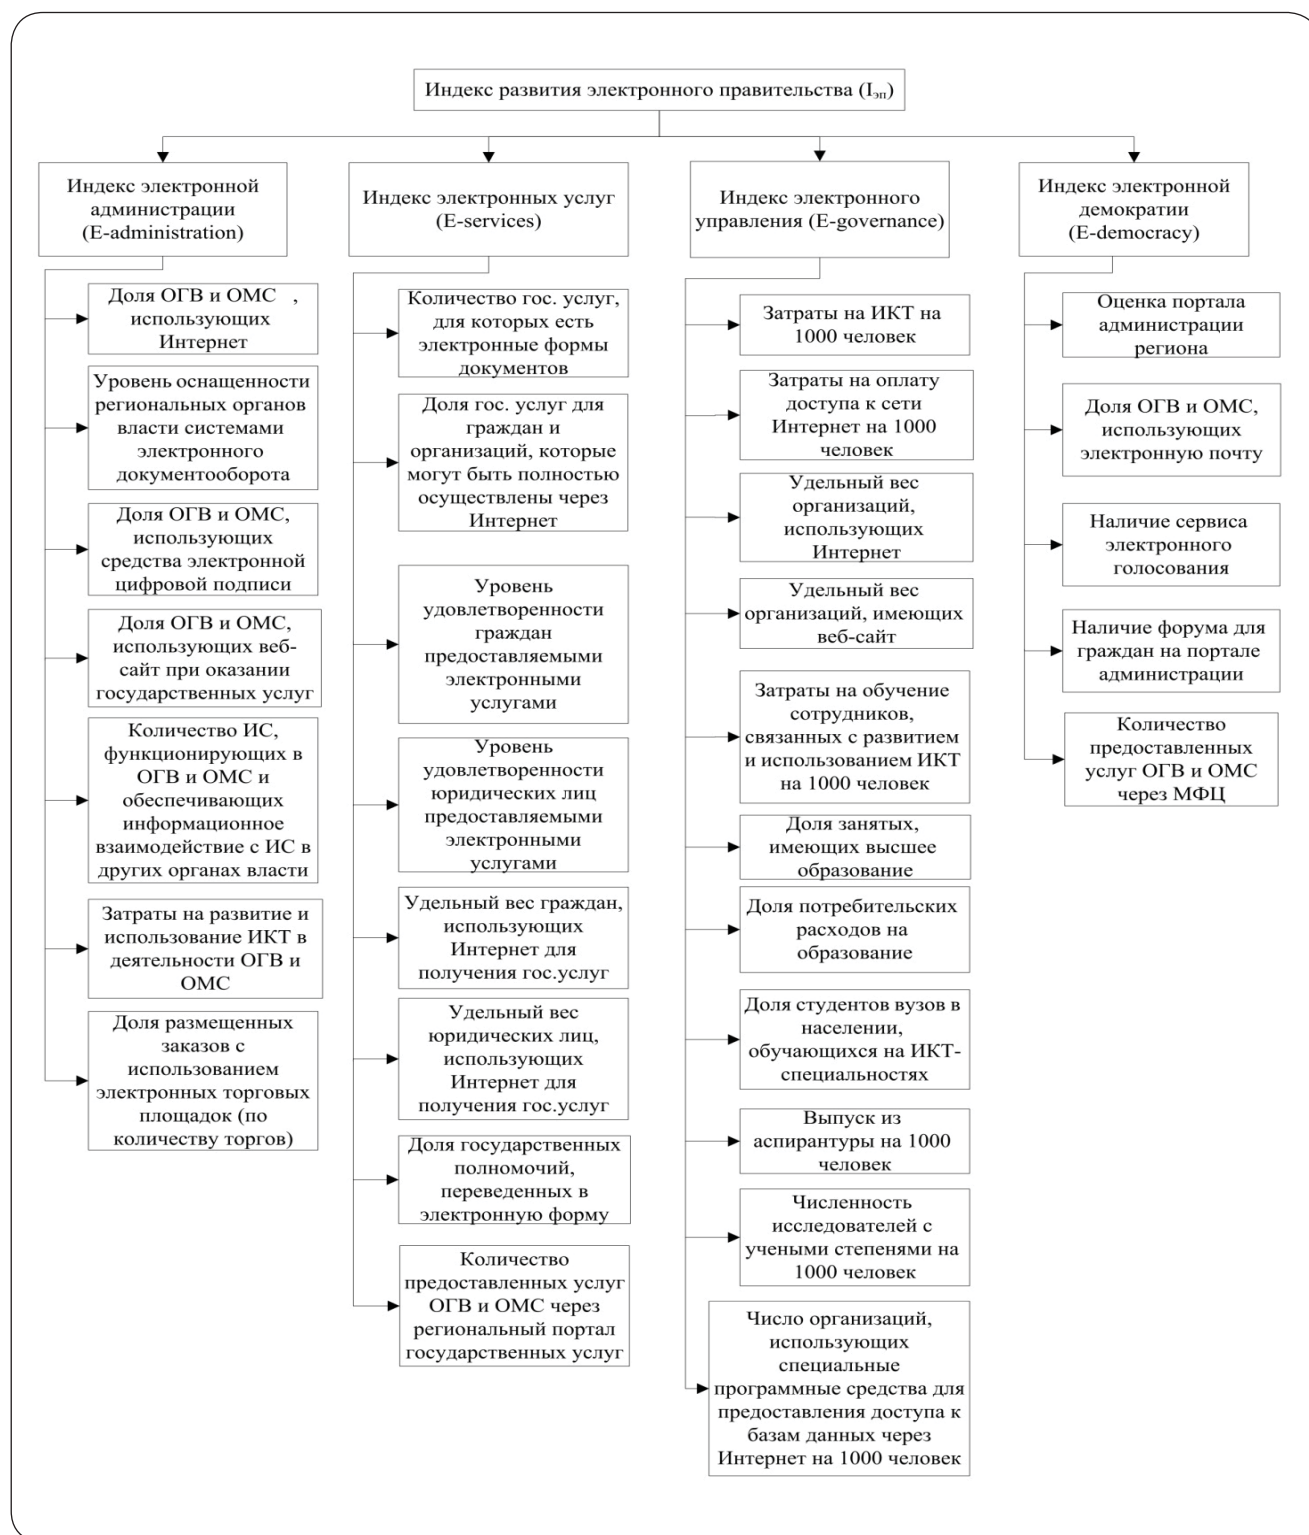 Индекс развития электронного правительства (Iэп)
Индекс электронной
администрации
(E-administration)
Доля ОГВ и ОМС ,
использующих
Интернет
Уровень оснащенности
региональных органов
власти системами
электронного
документооборота
Доля ОГВ и ОМС,
использующих
средства электронной
цифровой подписи
Доля ОГВ и ОМС,
использующих веб-
сайт при оказании
государственных услуг
Количество ИС,
функционирующих в
ОГВ и ОМС и
обеспечивающих
информационное
взаимодействие с ИС в
других органах власти
Затраты на развитие и
использование ИКТ в
деятельности ОГВ и
ОМС
Доля размещенных
заказов с
использованием
электронных торговых
площадок (по
количеству торгов)
Индекс электронных услуг
(E-services)
Количество гос. услуг,
для которых есть
электронные формы
документов
Доля гос. услуг для
граждан и
организаций, которые
могут быть полностью
осуществлены через
Интернет
Уровень
удовлетворенности
граждан
предоставляемыми
электронными
услугами
Уровень
удовлетворенности
юридических лиц
предоставляемыми
электронными
услугами
Удельный вес граждан,
использующих
Интернет для
получения гос.услуг
Удельный вес
юридических лиц,
использующих
Интернет для
получения гос.услуг
Доля государственных
полномочий,
переведенных в
электронную форму
Количество
предоставленных услуг
ОГВ и ОМС через
региональный портал
государственных услуг
Индекс электронного
управления (E-governance)
Затраты на ИКТ на
1000 человек
Затраты на оплату
доступа к сети
Интернет на 1000
человек
Удельный вес
организаций,
использующих
Интернет
Удельный вес
организаций, имеющих
веб-сайт
Затраты на обучение
сотрудников,
связанных с развитием
и использованием ИКТ
на 1000 человек
Доля занятых,
имеющих высшее
образование
Доля потребительских
расходов на
образование
Доля студентов вузов в
населении,
обучающихся на ИКТ-
специальностях
Выпуск из
аспирантуры на 1000
человек
Численность
исследователей с
учеными степенями на
1000 человек
Число организаций,
использующих
специальные
программные средства для
предоставления доступа к
базам данных через
Интернет на 1000 человек
Индекс электронной
демократии
(E-democracy)
Оценка портала
администрации
региона
Доля ОГВ и ОМС,
использующих
электронную почту
Наличие сервиса
электронного
голосования
Наличие форума для
граждан на портале
администрации
Количество
предоставленных
услуг ОГВ и ОМС
через МФЦ